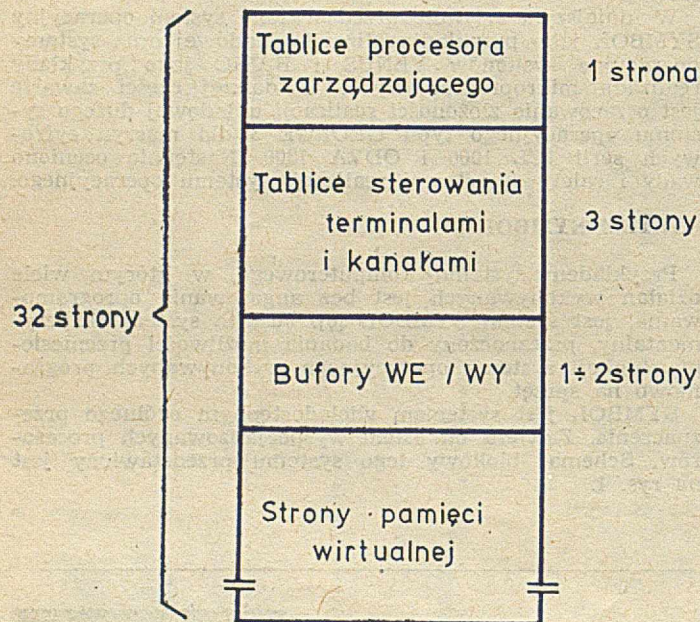 Tablice procesora
zarządzającego
1 strona
Tablice sterowania
terminalami
i kanałami
3 strony
32 strony
Bufory WE / WY
1÷2strony
Strony pamięci
wirtualnej